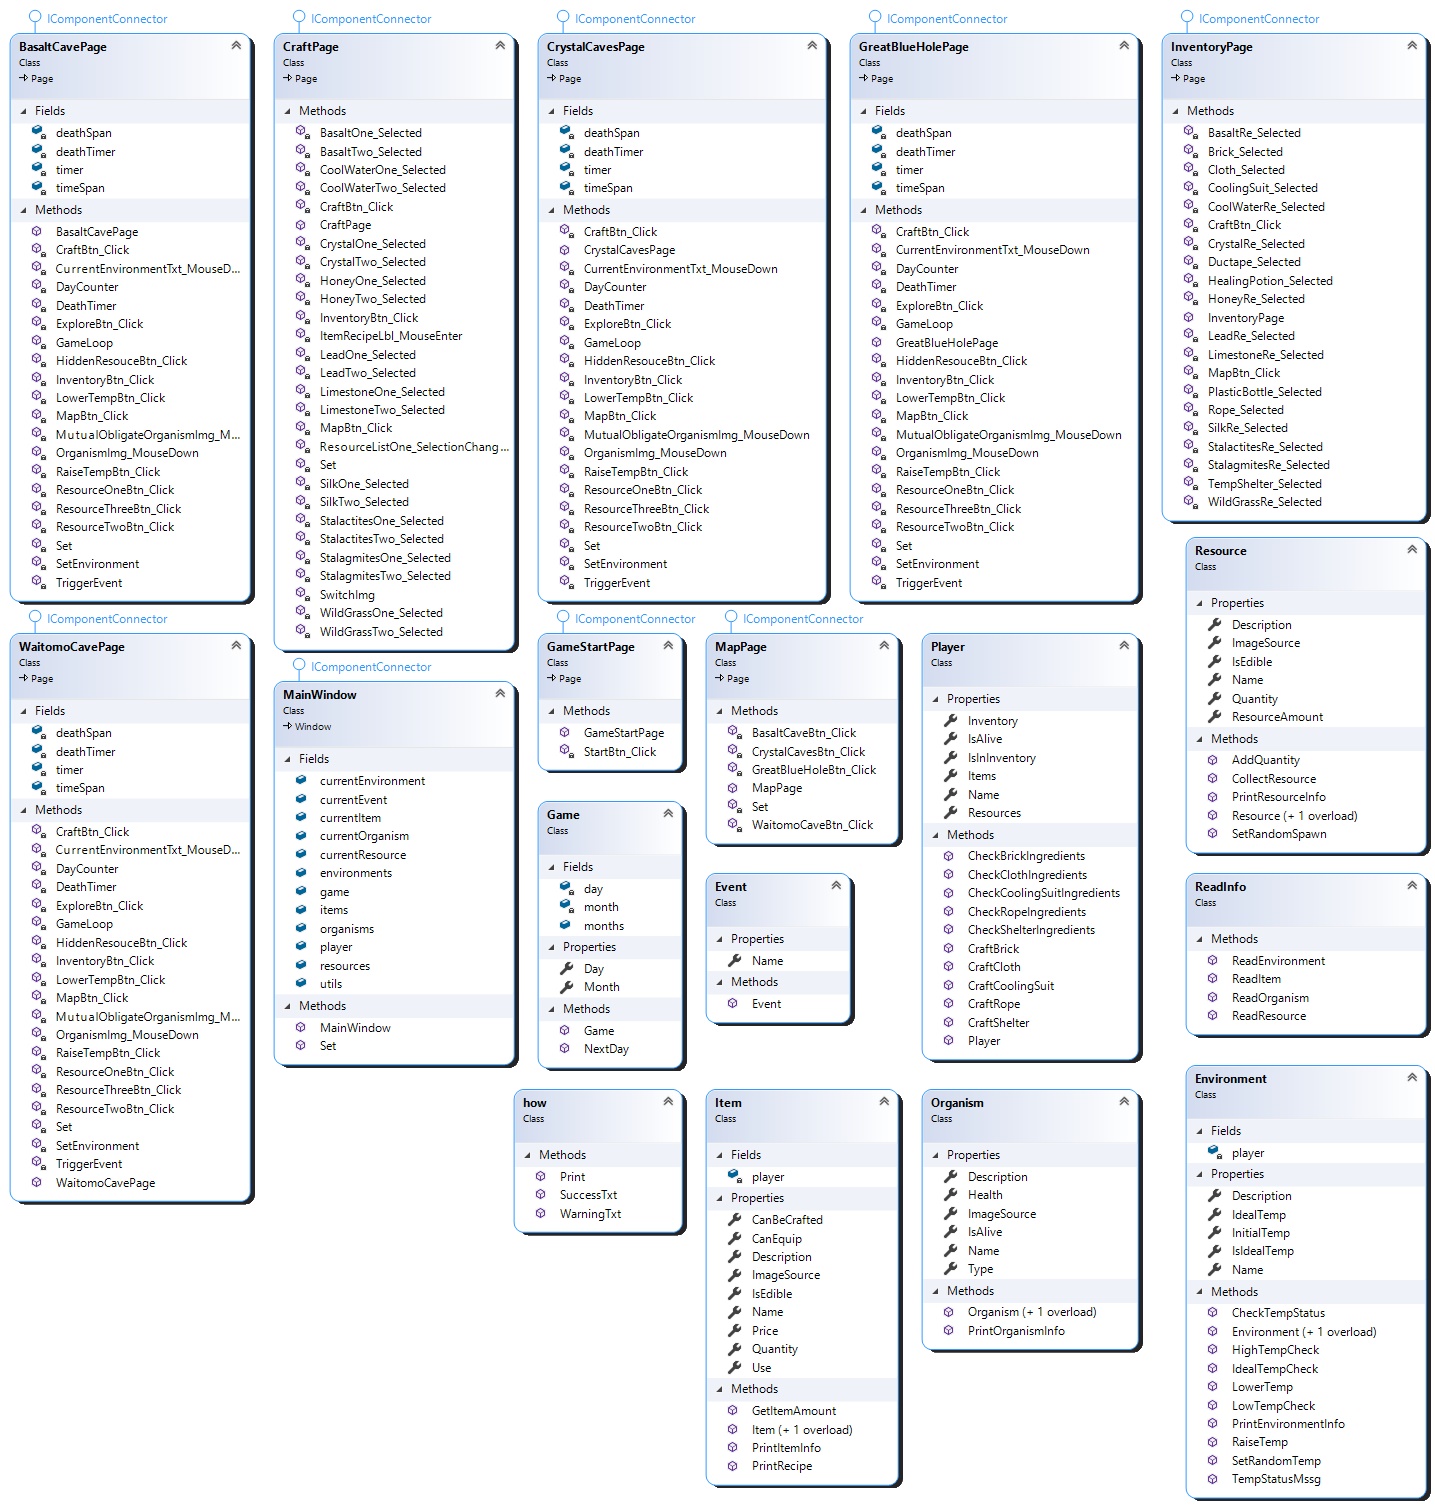 IComponentConnector
BasaltCavePage
Class
Page
Fields
deathSpan
deathTimer
timer
timeSpan
Methods
BasaltCavePage
CraftBtn_Click
CurrentEnvironmentTxt_MouseD...
DayCounter
DeathTimer
ExploreBtn_Click
GameLoop
HiddenResouceBtn_Click
InventoryBtn_Click
LowerTempBtn_Click
MapBtn_Click
MutualObligateOrganismImg_M...
OrganismImg_MouseDown
RaiseTempBtn_Click
ResourceOneBtn_Click
ResourceThreeBtn_Click
ResourceTwoBtn_Click
Set
SetEnvironment
TriggerEvent
IComponentConnector
CraftPage
Class
Page
Methods
BasaltOne_Selected
BasaltTwo_Selected
CoolWaterOne_Selected
CoolWaterTwo_Selected
CraftBtn_Click
CraftPage
CrystalOne_Selected
CrystalTwo_Selected
HoneyOne_Selected
HoneyTwo_Selected
InventoryBtn_Click
ItemRecipeLbl_MouseEnter
LeadOne_Selected
LeadTwo_Selected
LimestoneOne_Selected
LimestoneTwo_Selected
MapBtn_Click
ResourceListOne_SelectionChang...
Set
SilkOne_Selected
SilkTwo_Selected
StalactitesOne_Selected
StalactitesTwo_Selected
StalagmitesOne_Selected
StalagmitesTwo_Selected
SwitchImg
WildGrassOne_Selected
WildGrassTwo_Selected
IComponentConnector
CrystalCavesPage
Class
Page
Fields
deathSpan
deathTimer
timer
timeSpan
Methods
CraftBtn_Click
CrystalCavesPage
CurrentEnvironmentTxt_MouseDown
DayCounter
DeathTimer
ExploreBtn_Click
GameLoop
HiddenResouceBtn_Click
InventoryBtn_Click
LowerTempBtn_Click
MapBtn_Click
MutualObligateOrganismImg_MouseDown
OrganismImg_MouseDown
RaiseTempBtn_Click
ResourceOneBtn_Click
ResourceThreeBtn_Click
ResourceTwoBtn_Click
Set
SetEnvironment
TriggerEvent
IComponentConnector
GreatBlueHolePage
Class
Page
Fields
deathSpan
deathTimer
timer
timeSpan
Methods
CraftBtn_Click
CurrentEnvironmentTxt_MouseDown
DayCounter
DeathTimer
ExploreBtn_Click
GameLoop
GreatBlueHolePage
HiddenResouceBtn_Click
InventoryBtn_Click
LowerTempBtn_Click
MapBtn_Click
MutualObligateOrganismImg_MouseDown
OrganismImg_MouseDown
RaiseTempBtn_Click
ResourceOneBtn_Click
ResourceThreeBtn_Click
ResourceTwoBtn_Click
Set
SetEnvironment
TriggerEvent
IComponentConnector
InventoryPage
Class
Page
Methods
BasaltRe_Selected
Brick_Selected
Cloth_Selected
CoolingSuit_Selected
CoolWaterRe_Selected
CraftBtn_Click
CrystalRe_Selected
Ductape_Selected
HealingPotion_Selected
HoneyRe_Selected
InventoryPage
LeadRe_Selected
LimestoneRe_Selected
MapBtn_Click
PlasticBottle_Selected
Rope_Selected
SilkRe_Selected
StalactitesRe_Selected
StalagmitesRe_Selected
TempShelter_Selected
WildGrassRe_Selected
Resource
Class
Properties
Description
ImageSource
IsEdible
Name
Quantity
ResourceAmount
Methods
AddQuantity
CollectResource
PrintResourceInfo
Resource (+ 1 overload)
SetRandomSpawn
IComponentConnector
WaitomoCavePage
Class
Page
Fields
deathSpan
deathTimer
timer
timeSpan
Methods
CraftBtn_Click
CurrentEnvironmentTxt_MouseD...
DayCounter
DeathTimer
ExploreBtn_Click
GameLoop
HiddenResouceBtn_Click
InventoryBtn_Click
LowerTempBtn_Click
MapBtn_Click
MutualObligateOrganismImg_M...
OrganismImg_MouseDown
RaiseTempBtn_Click
ResourceOneBtn_Click
ResourceThreeBtn_Click
ResourceTwoBtn_Click
Set
SetEnvironment
TriggerEvent
WaitomoCavePage
IComponentConnector
MainWindow
Class
Window
Fields
currentEnvironment
currentEvent
currentItem
currentOrganism
currentResource
environments
game
items
organisms
player
resources
utils
Methods
MainWindow
Set
IComponentConnector
GameStartPage
Class
Page
Methods
GameStartPage
StartBtn_Click
IComponentConnector
MapPage
Class
Page
Methods
BasaltCaveBtn_Click
CrystalCavesBtn_Click
GreatBlueHoleBtn_Click
MapPage
Set
WaitomoCaveBtn_Click
Player
Class
Properties
Inventory
IsAlive
IsInInventory
Items
Name
Resources
Methods
CheckBrickIngredients
CheckClothIngredients
CheckCoolingSuitIngredients
CheckRopeIngredients
CheckShelterIngredients
CraftBrick
CraftCloth
CraftCoolingSuit
CraftRope
CraftShelter
Player
Game
Class
Fields
day
month
months
Properties
Day
Month
Methods
Game
NextDay
Event
Class
Properties
Name
Methods
Event
ReadInfo
Class
Methods
ReadEnvironment
ReadItem
ReadOrganism
ReadResource
how
Class
Methods
Print
SuccessTxt
WarningTxt
Item
Class
Fields
player
Properties
CanBeCrafted
CanEquip
Description
ImageSource
IsEdible
Name
Price
Quantity
Use
Methods
GetItemAmount
Item (+ 1 overload)
PrintItemInfo
PrintRecipe
Organism
Class
Properties
Description
Health
ImageSource
IsAlive
Name
Type
Methods
Organism (+ 1 overload)
PrintOrganismInfo
Environment
Class
Fields
player
Properties
Description
IdealTemp
InitialTemp
IsIdealTemp
Name
Methods
CheckTempStatus
Environment (+ 1 overload)
HighTempCheck
IdealTempCheck
LowerTemp
LowTempCheck
PrintEnvironmentInfo
RaiseTemp
SetRandomTemp
TempStatusMssg